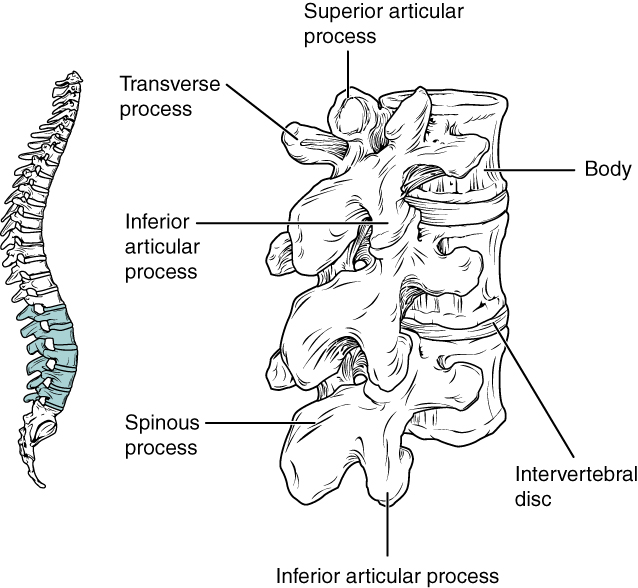 Superior articular
process
Transverse
process
Body
Inferior
articular
process
Spinous
process
Intervertebral
disc
Inferior articular process